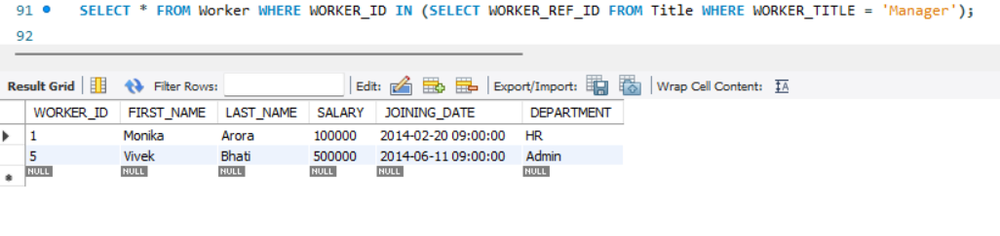 91 SELECT * FROM Worker WHERE WORKER_ID IN (SELECT WORKER_REF_ID FROM Title WHERE WORKER_TITLE = 'Manager');
92
Result Grid Filter Rows: Edit: Export/Import: Wrap Cell Content: IA
WORKER_ID FIRST_NAME LAST_NAME SALARY JOINING_DATE DEPARTMENT
1 Monika Arora 100000 2014-02-20 09:00:00 HR
5 Vivek Bhati 500000 2014-06-11 09:00:00 Admin
NULL NULL NULL NULL NULL NULL